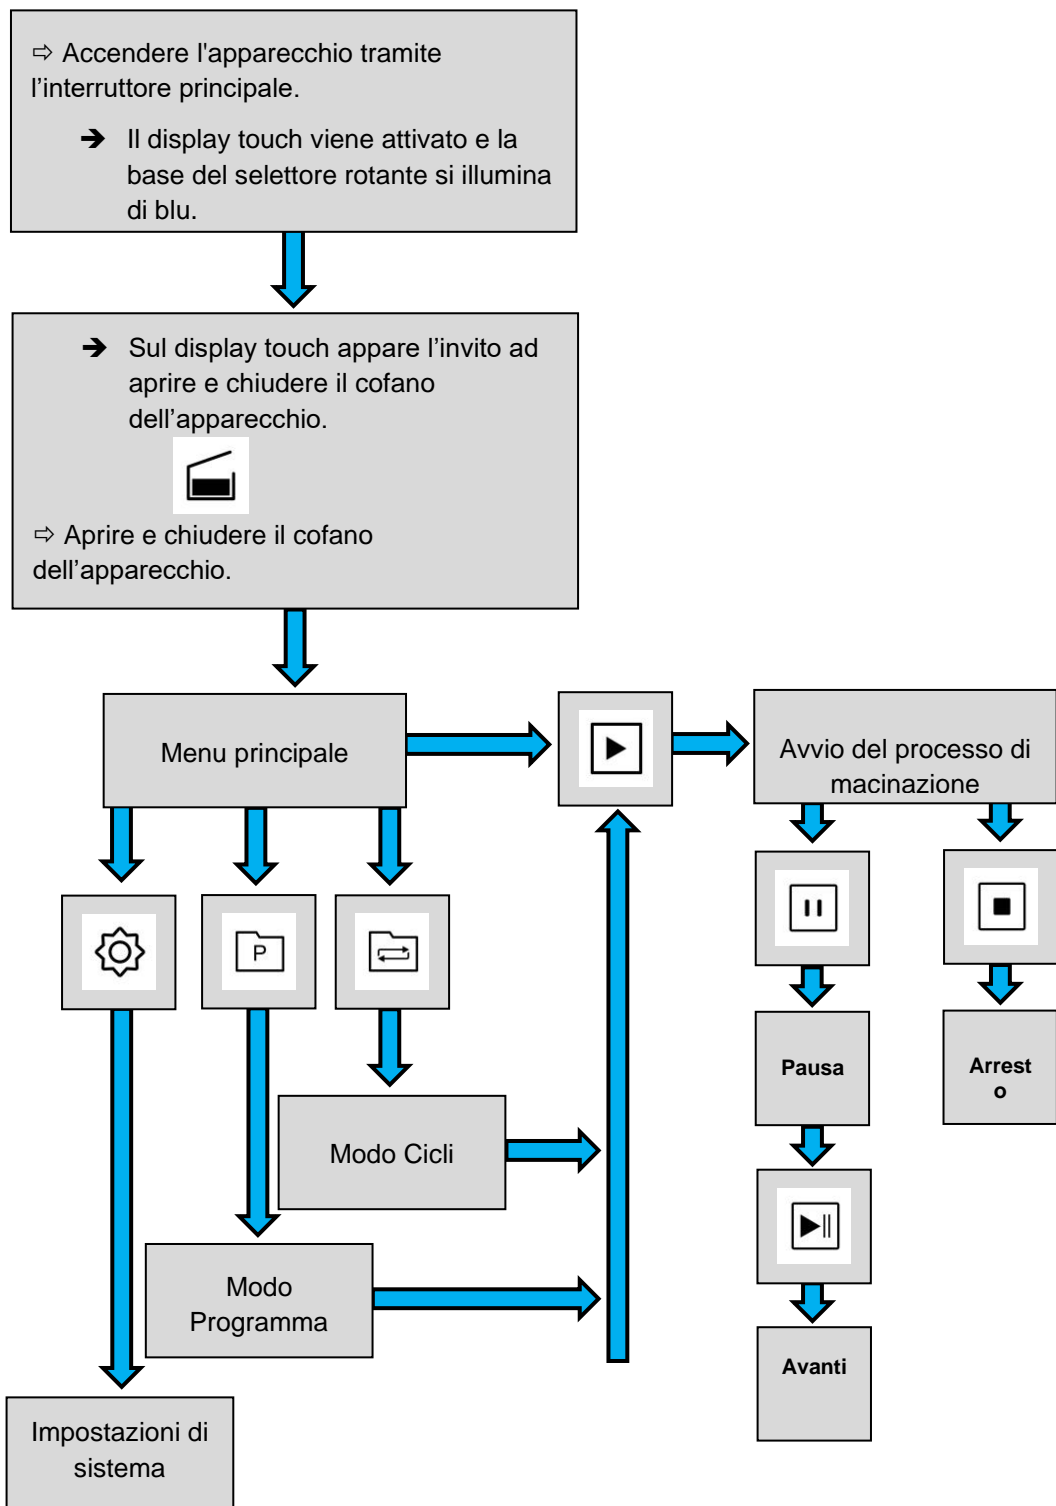 ⇨ Accendere l'apparecchio tramite
l’interruttore principale.
➔ Il display touch viene attivato e la
base del selettore rotante si illumina
di blu.
➔ Sul display touch appare l’invito ad
aprire e chiudere il cofano
dell’apparecchio.
⇨ Aprire e chiudere il cofano
dell’apparecchio.
Menu principale
Avvio del processo di
macinazione
P
Pausa
Arrest
o
Modo Cicli
Modo
Programma
Avanti
Impostazioni di
sistema